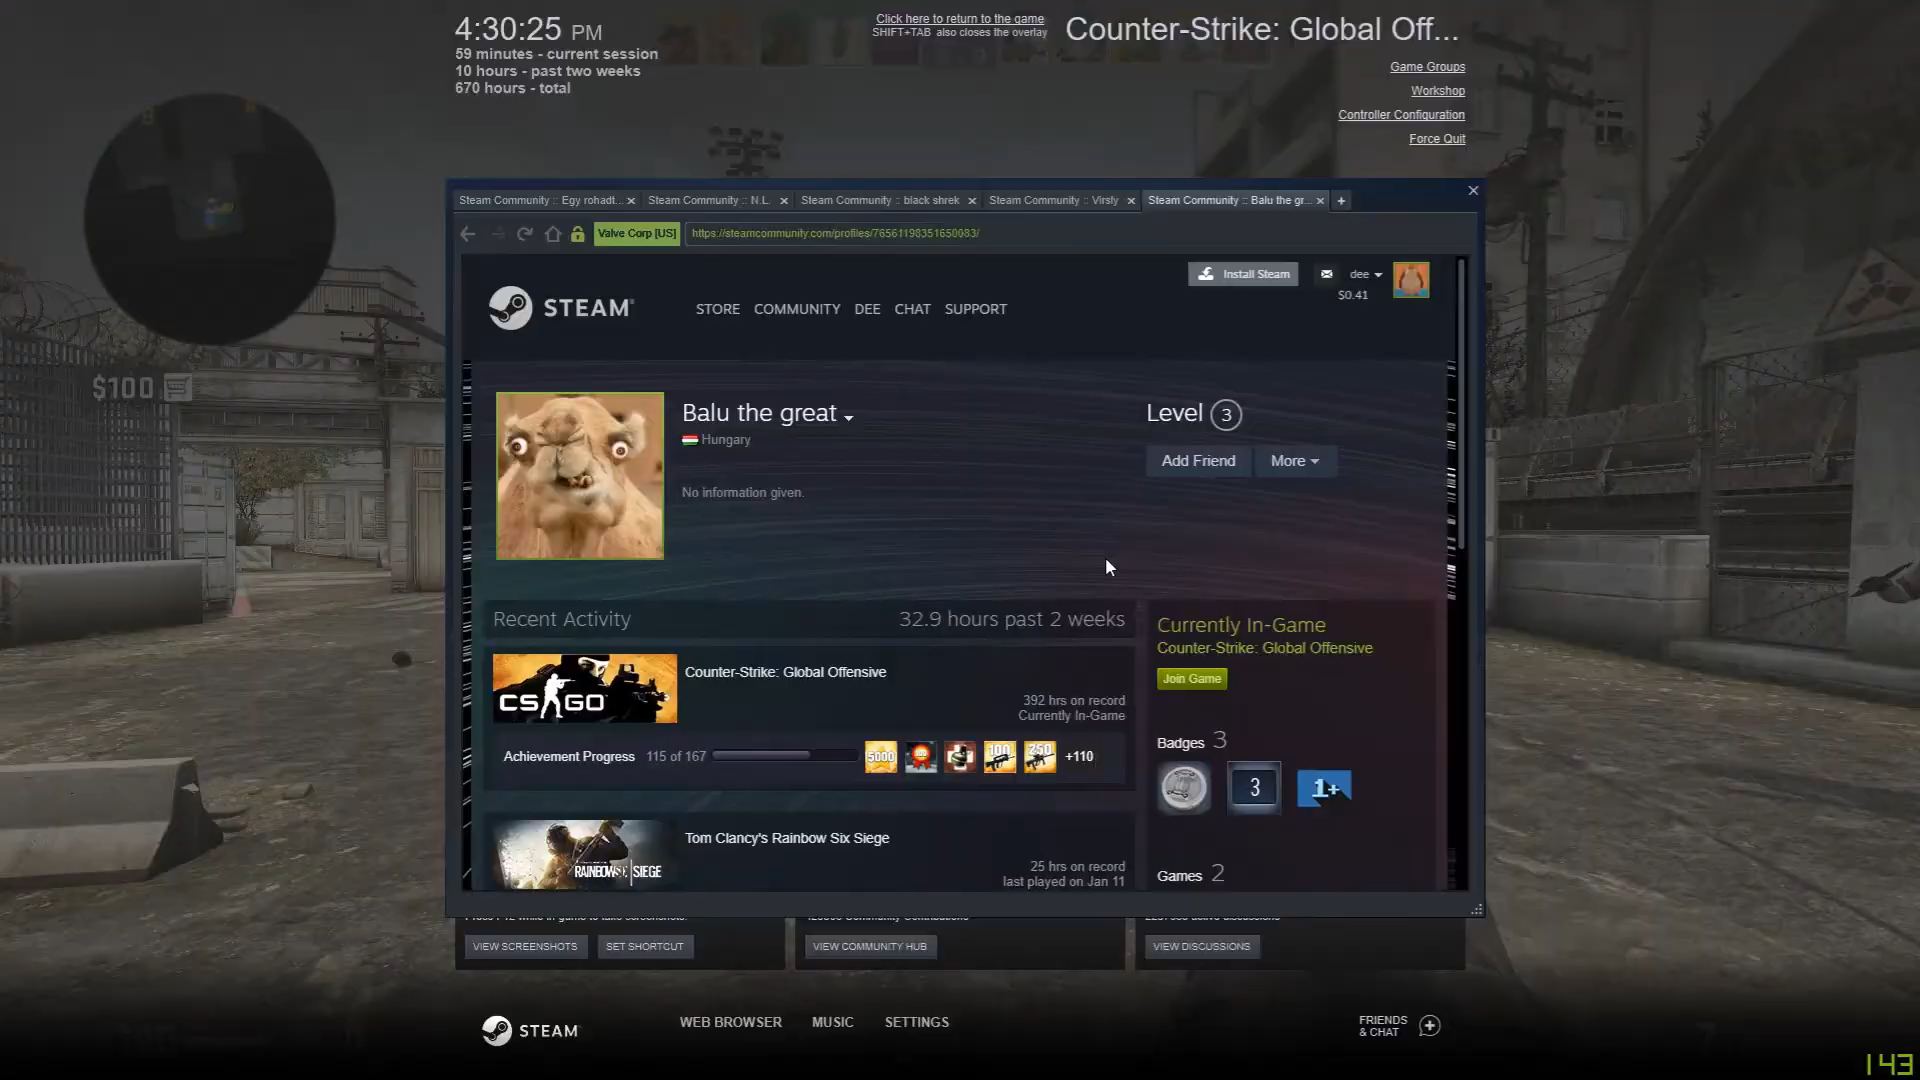 4:30:25 PM
59 minutes - current session
10 hours - past two weeks
670 hours - total
Click here to return to the game
SHIFT+TAB also closes the overlay
Counter-Strike: Global Off...
Game Groups
Workshop
Controller Configuration
Force Quit
$100
Steam Community :: Egy rohadt...
Steam Community :: N.L.
Steam Community :: black shrek
Steam Community :: Virsly
Steam Community :: Balu the gr...
Valve Corp [US]
https://steamcommunity.com/profiles/76561198351650083/
Install Steam
dee
$0.41
STEAM
STORE COMMUNITY DEE CHAT SUPPORT
Balu the great
Hungary
No information given.
Level 3
Add Friend
More
Recent Activity
32.9 hours past 2 weeks
CS GO
Counter-Strike: Global Offensive
392 hrs on record
Currently In-Game
Achievement Progress 115 of 167
5000
100
250
+110
RAINBOW SIX SIEGE
Tom Clancy's Rainbow Six Siege
25 hrs on record
last played on Jan 11
Currently In-Game
Counter-Strike: Global Offensive
Join Game
Badges 3
3
1+
Games 2
VIEW SCREENSHOTS
SET SHORTCUT
VIEW COMMUNITY HUB
VIEW DISCUSSIONS
STEAM
WEB BROWSER
MUSIC
SETTINGS
FRIENDS
& CHAT
143